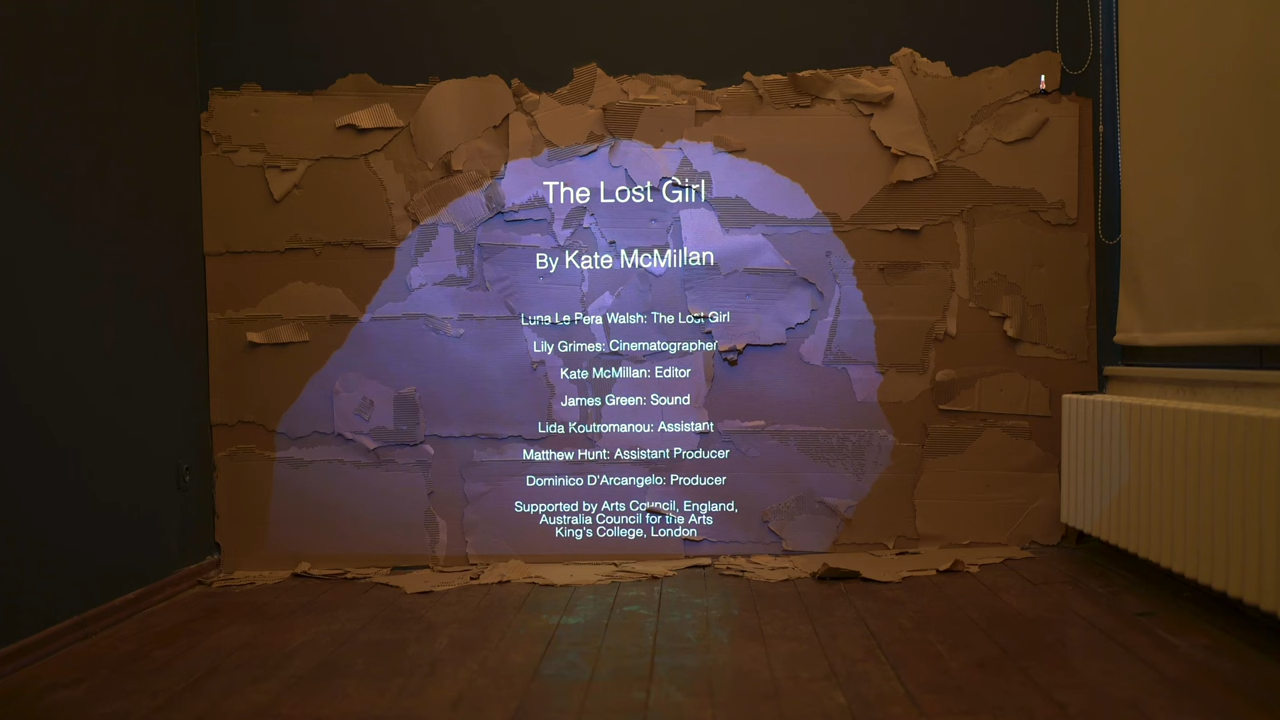 The Lost Girl
By Kate McMillan
Luna Le Pera Walsh: The Lost Girl
Lily Grimes: Cinematographer
Kate McMillan: Editor
James Green: Sound
Lida Koutromanou: Assistant
Matthew Hunt: Assistant Producer
Dominico D'Arcangelo: Producer
Supported by Arts Council, England,
Australia Council for the Arts
King's College, London